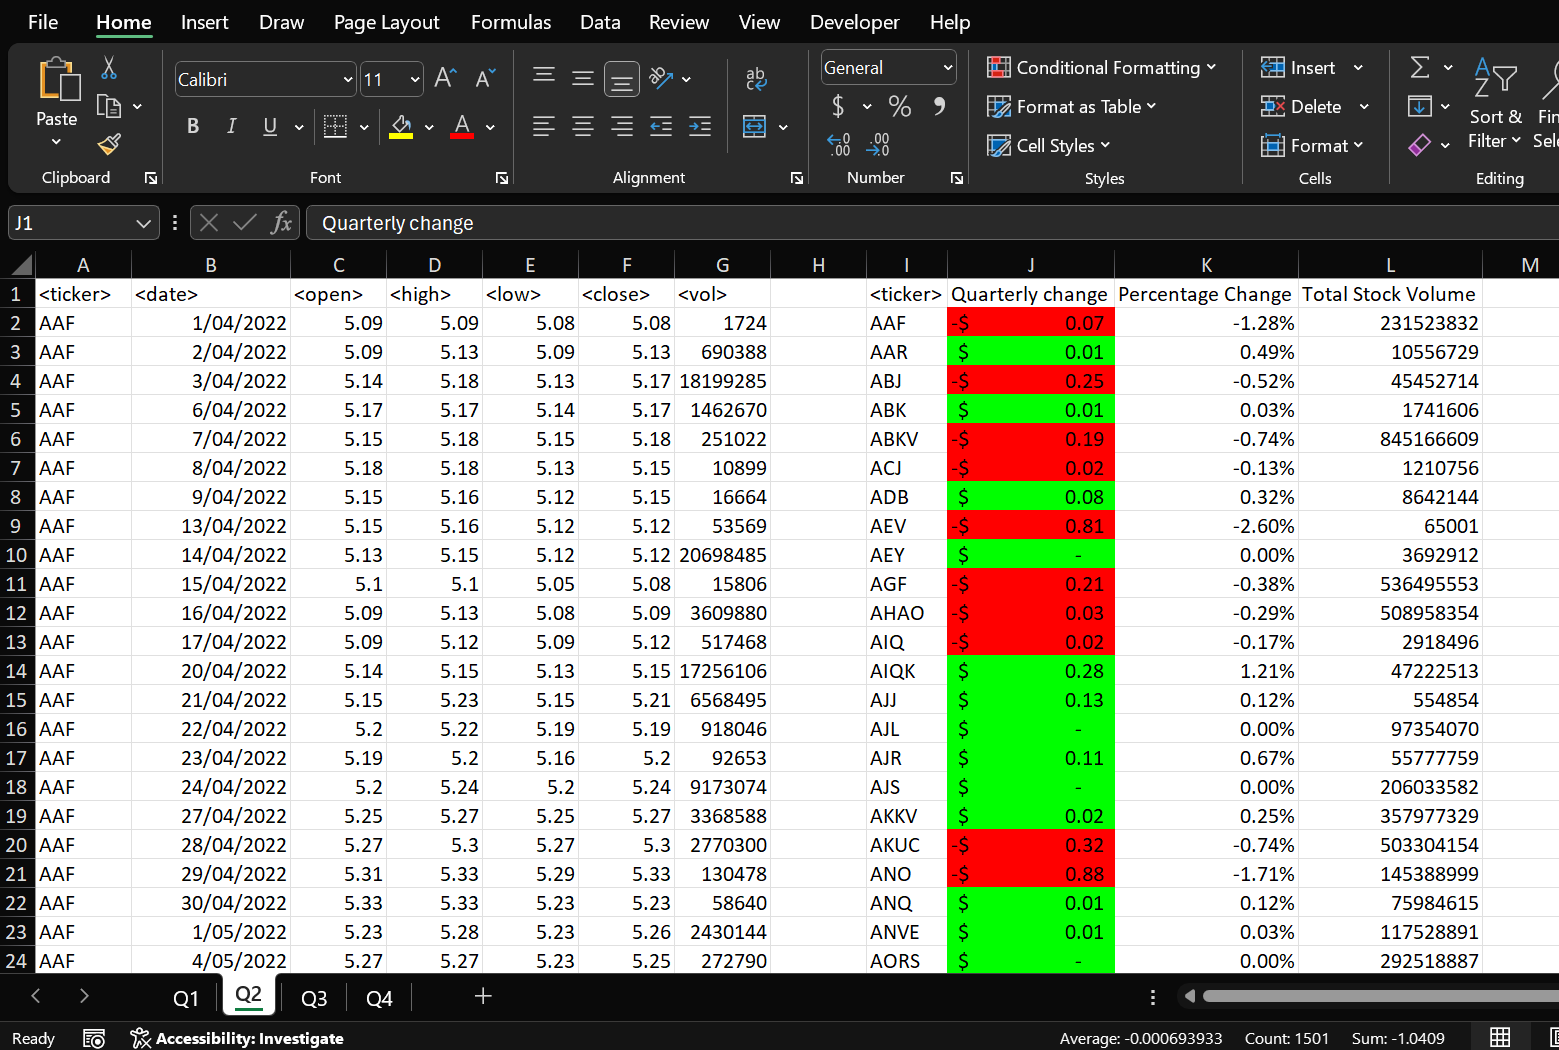 File Home Insert Draw Page Layout Formulas Data Review View Developer Help
Paste
Clipboard
Calibri 11 A A
B I U A
Font
ab
Alignment
General
$ % 9
.00 .00
Number
Conditional Formatting
Format as Table
Cell Styles
Styles
Insert
Delete
Format
Cells
Sort & Filter
Editing
J1 fx Quarterly change
A B C D E F G H I J K L M
1 <ticker> <date> <open> <high> <low> <close> <vol> <ticker> Quarterly change Percentage Change Total Stock Volume
2 AAF 1/04/2022 5.09 5.09 5.08 5.08 1724 AAF -$ 0.07 -1.28% 231523832
3 AAF 2/04/2022 5.09 5.13 5.09 5.13 690388 AAR $ 0.01 0.49% 10556729
4 AAF 3/04/2022 5.14 5.18 5.13 5.17 18199285 ABJ -$ 0.25 -0.52% 45452714
5 AAF 6/04/2022 5.17 5.17 5.14 5.17 1462670 ABK $ 0.01 0.03% 1741606
6 AAF 7/04/2022 5.15 5.18 5.15 5.18 251022 ABKV -$ 0.19 -0.74% 845166609
7 AAF 8/04/2022 5.18 5.18 5.13 5.15 10899 ACJ -$ 0.02 -0.13% 1210756
8 AAF 9/04/2022 5.15 5.16 5.12 5.15 16664 ADB $ 0.08 0.32% 8642144
9 AAF 13/04/2022 5.15 5.16 5.12 5.12 53569 AEV -$ 0.81 -2.60% 65001
10 AAF 14/04/2022 5.13 5.15 5.12 5.12 20698485 AEY $ - 0.00% 3692912
11 AAF 15/04/2022 5.1 5.1 5.05 5.08 15806 AGF -$ 0.21 -0.38% 536495553
12 AAF 16/04/2022 5.09 5.13 5.08 5.09 3609880 AHAO -$ 0.03 -0.29% 508958354
13 AAF 17/04/2022 5.09 5.12 5.09 5.12 517468 AIQ -$ 0.02 -0.17% 2918496
14 AAF 20/04/2022 5.14 5.15 5.13 5.15 17256106 AIQK $ 0.28 1.21% 47222513
15 AAF 21/04/2022 5.15 5.23 5.15 5.21 6568495 AJJ $ 0.13 0.12% 554854
16 AAF 22/04/2022 5.2 5.22 5.19 5.19 918046 AJL $ - 0.00% 97354070
17 AAF 23/04/2022 5.19 5.2 5.16 5.2 92653 AJR $ 0.11 0.67% 55777759
18 AAF 24/04/2022 5.2 5.24 5.2 5.24 9173074 AJS $ - 0.00% 206033582
19 AAF 27/04/2022 5.25 5.27 5.25 5.27 3368588 AKKV $ 0.02 0.25% 357977329
20 AAF 28/04/2022 5.27 5.3 5.27 5.3 2770300 AKUC -$ 0.32 -0.74% 503304154
21 AAF 29/04/2022 5.31 5.33 5.29 5.33 130478 ANO -$ 0.88 -1.71% 145388999
22 AAF 30/04/2022 5.33 5.33 5.23 5.23 58640 ANQ $ 0.01 0.12% 75984615
23 AAF 1/05/2022 5.23 5.28 5.23 5.26 2430144 ANVE $ 0.01 0.03% 117528891
24 AAF 4/05/2022 5.27 5.27 5.23 5.25 272790 AORS $ - 0.00% 292518887
Q1 Q2 Q3 Q4
Ready Accessibility: Investigate Average: -0.000693933 Count: 1501 Sum: -1.0409